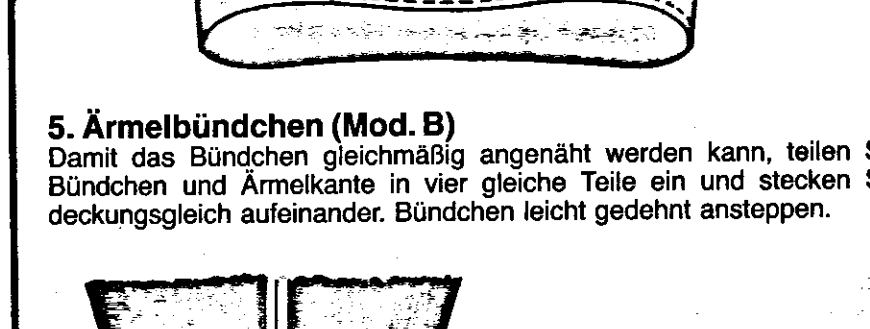 5. Ärmelbündchen (Mod. B)
Damit das Bündchen gleichmäßig angenäht werden kann, teilen
Bündchen und Ärmelkante in vier gleiche Teile ein und stecken
deckungsgleich aufeinander. Bündchen leicht gedehnt ansteppen.